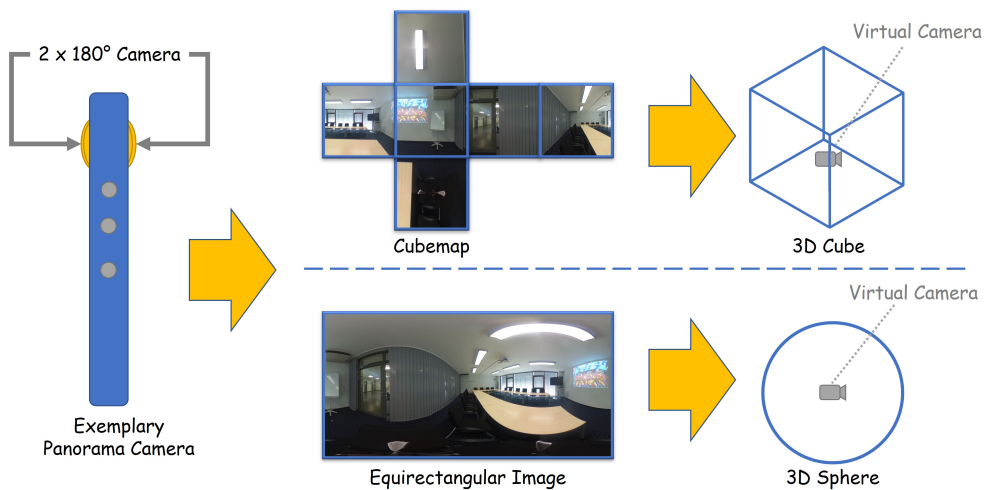 2 x 180° Camera
Exemplary
Panorama Camera
Cubemap
Virtual Camera
3D Cube
Equirectangular Image
Virtual Camera
3D Sphere